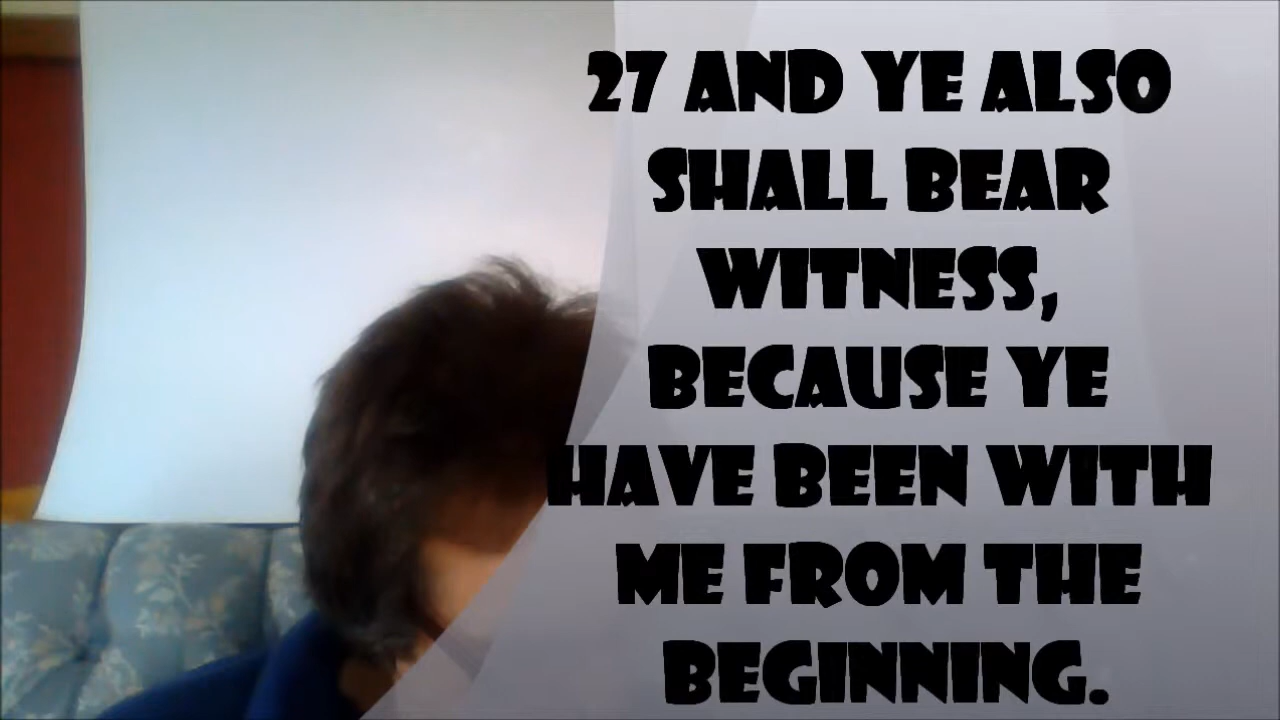 27 AND YE ALSO
SHALL BEAR
WITNESS,
BECAUSE YE
HAVE BEEN WITH
ME FROM THE
BEGINNING.